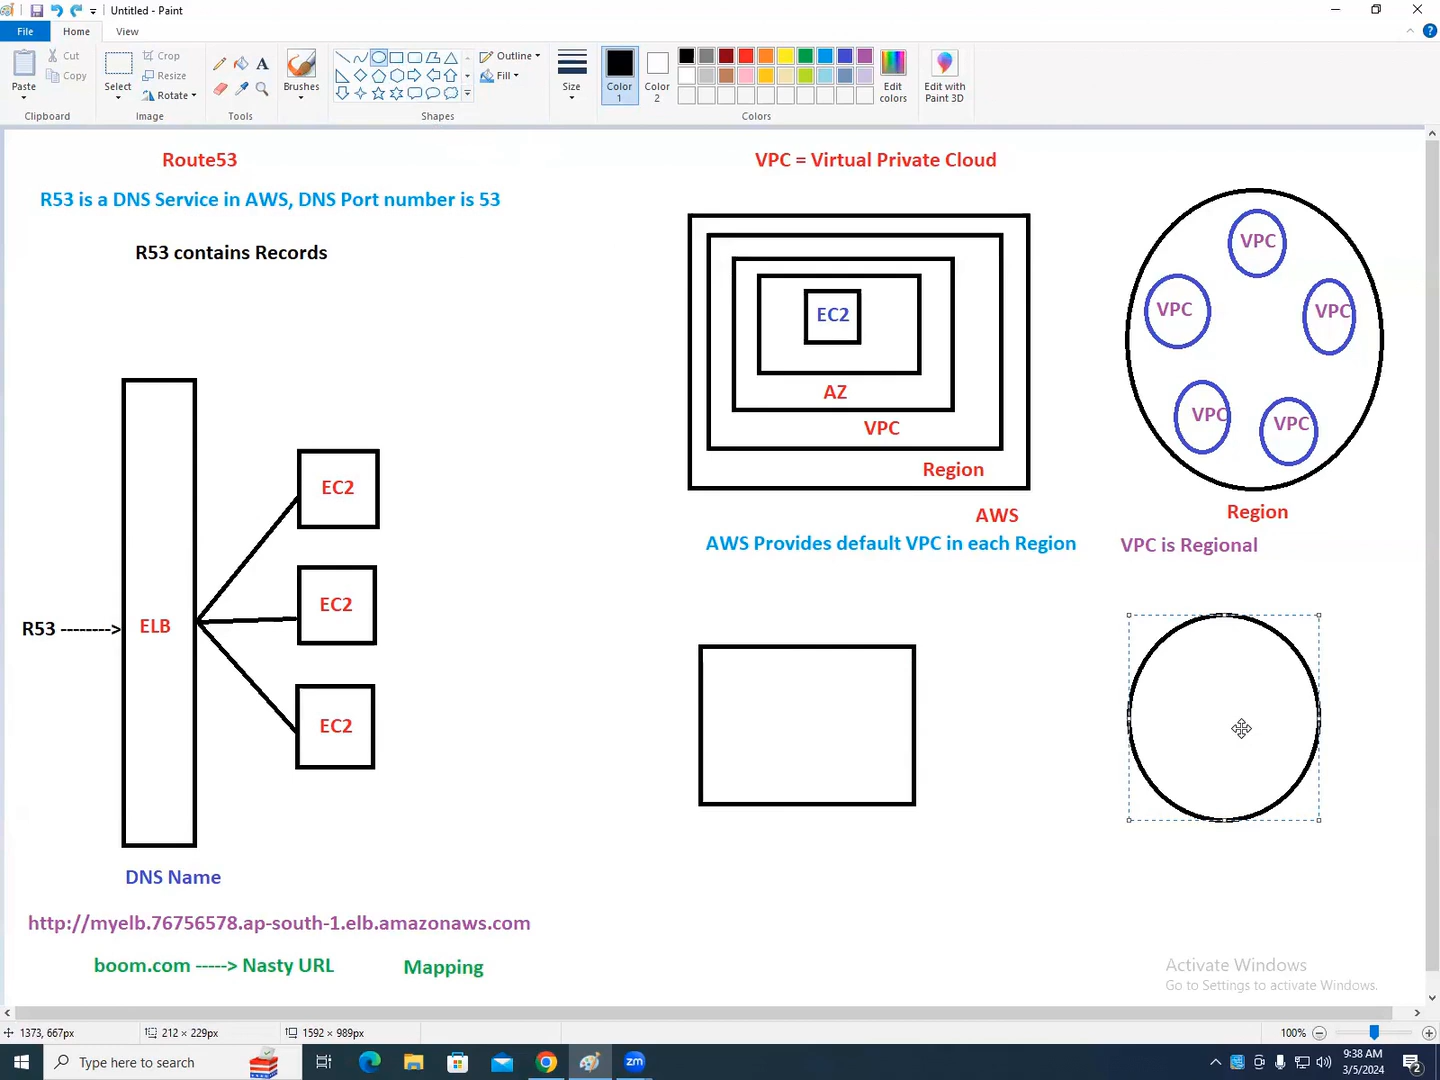 Untitled - Paint
File
Home
View
Paste
Cut
Copy
Clipboard
Select
Crop
Resize
Rotate
Image
Tools
Brushes
Outline
Fill
Shapes
Size
Color 1
Color 2
Edit colors
Edit with Paint 3D
Colors
Route53
R53 is a DNS Service in AWS, DNS Port number is 53
R53 contains Records
R53 -------->
ELB
EC2
EC2
EC2
DNS Name
http://myelb.76756578.ap-south-1.elb.amazonaws.com
boom.com -----> Nasty URL
Mapping
VPC = Virtual Private Cloud
EC2
AZ
VPC
Region
AWS
AWS Provides default VPC in each Region
VPC
VPC
VPC
VPC
VPC
Region
VPC is Regional
Activate Windows
Go to Settings to activate Windows.
1373, 667px
212 × 229px
1592 × 989px
100%
Type here to search
zm
9:38 AM
3/5/2024
2